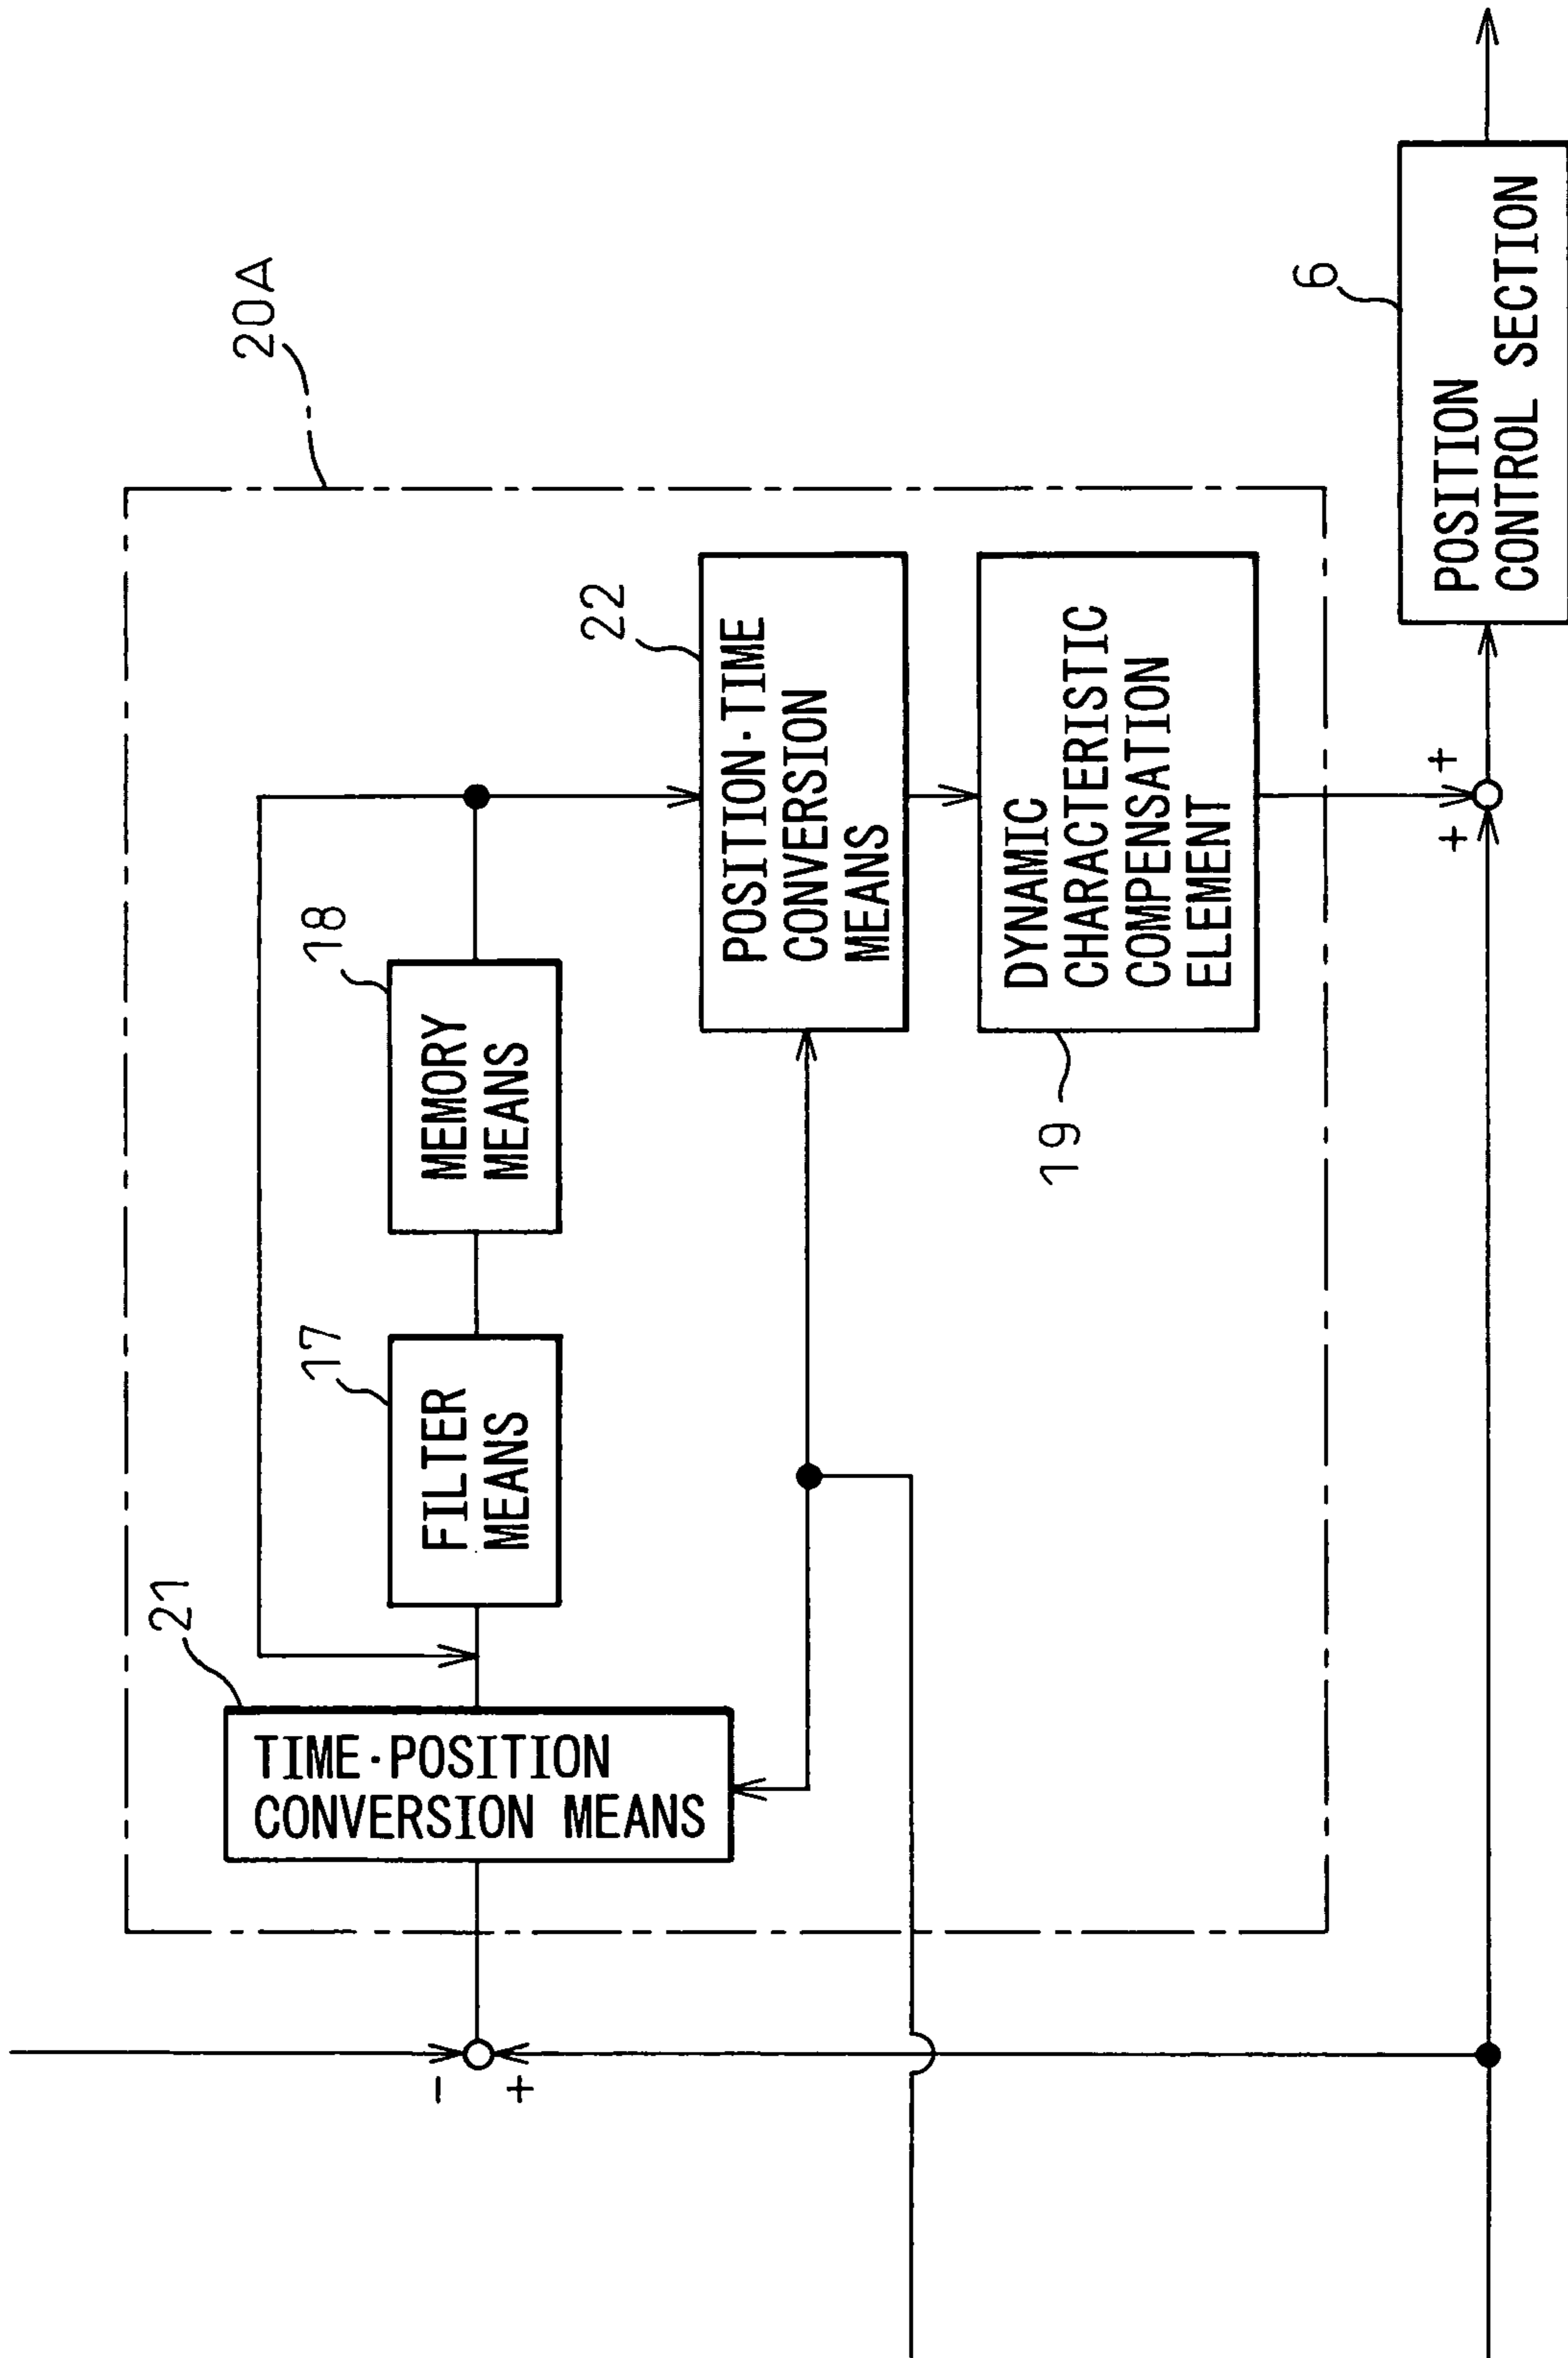 20A
21
TIME·POSITION
CONVERSION MEANS
17
FILTER
MEANS
18
MEMORY
MEANS
22
POSITION·TIME
CONVERSION
MEANS
19
DYNAMIC
CHARACTERISTIC
COMPENSATION
ELEMENT
-
+
+
+
6
POSITION
CONTROL SECTION